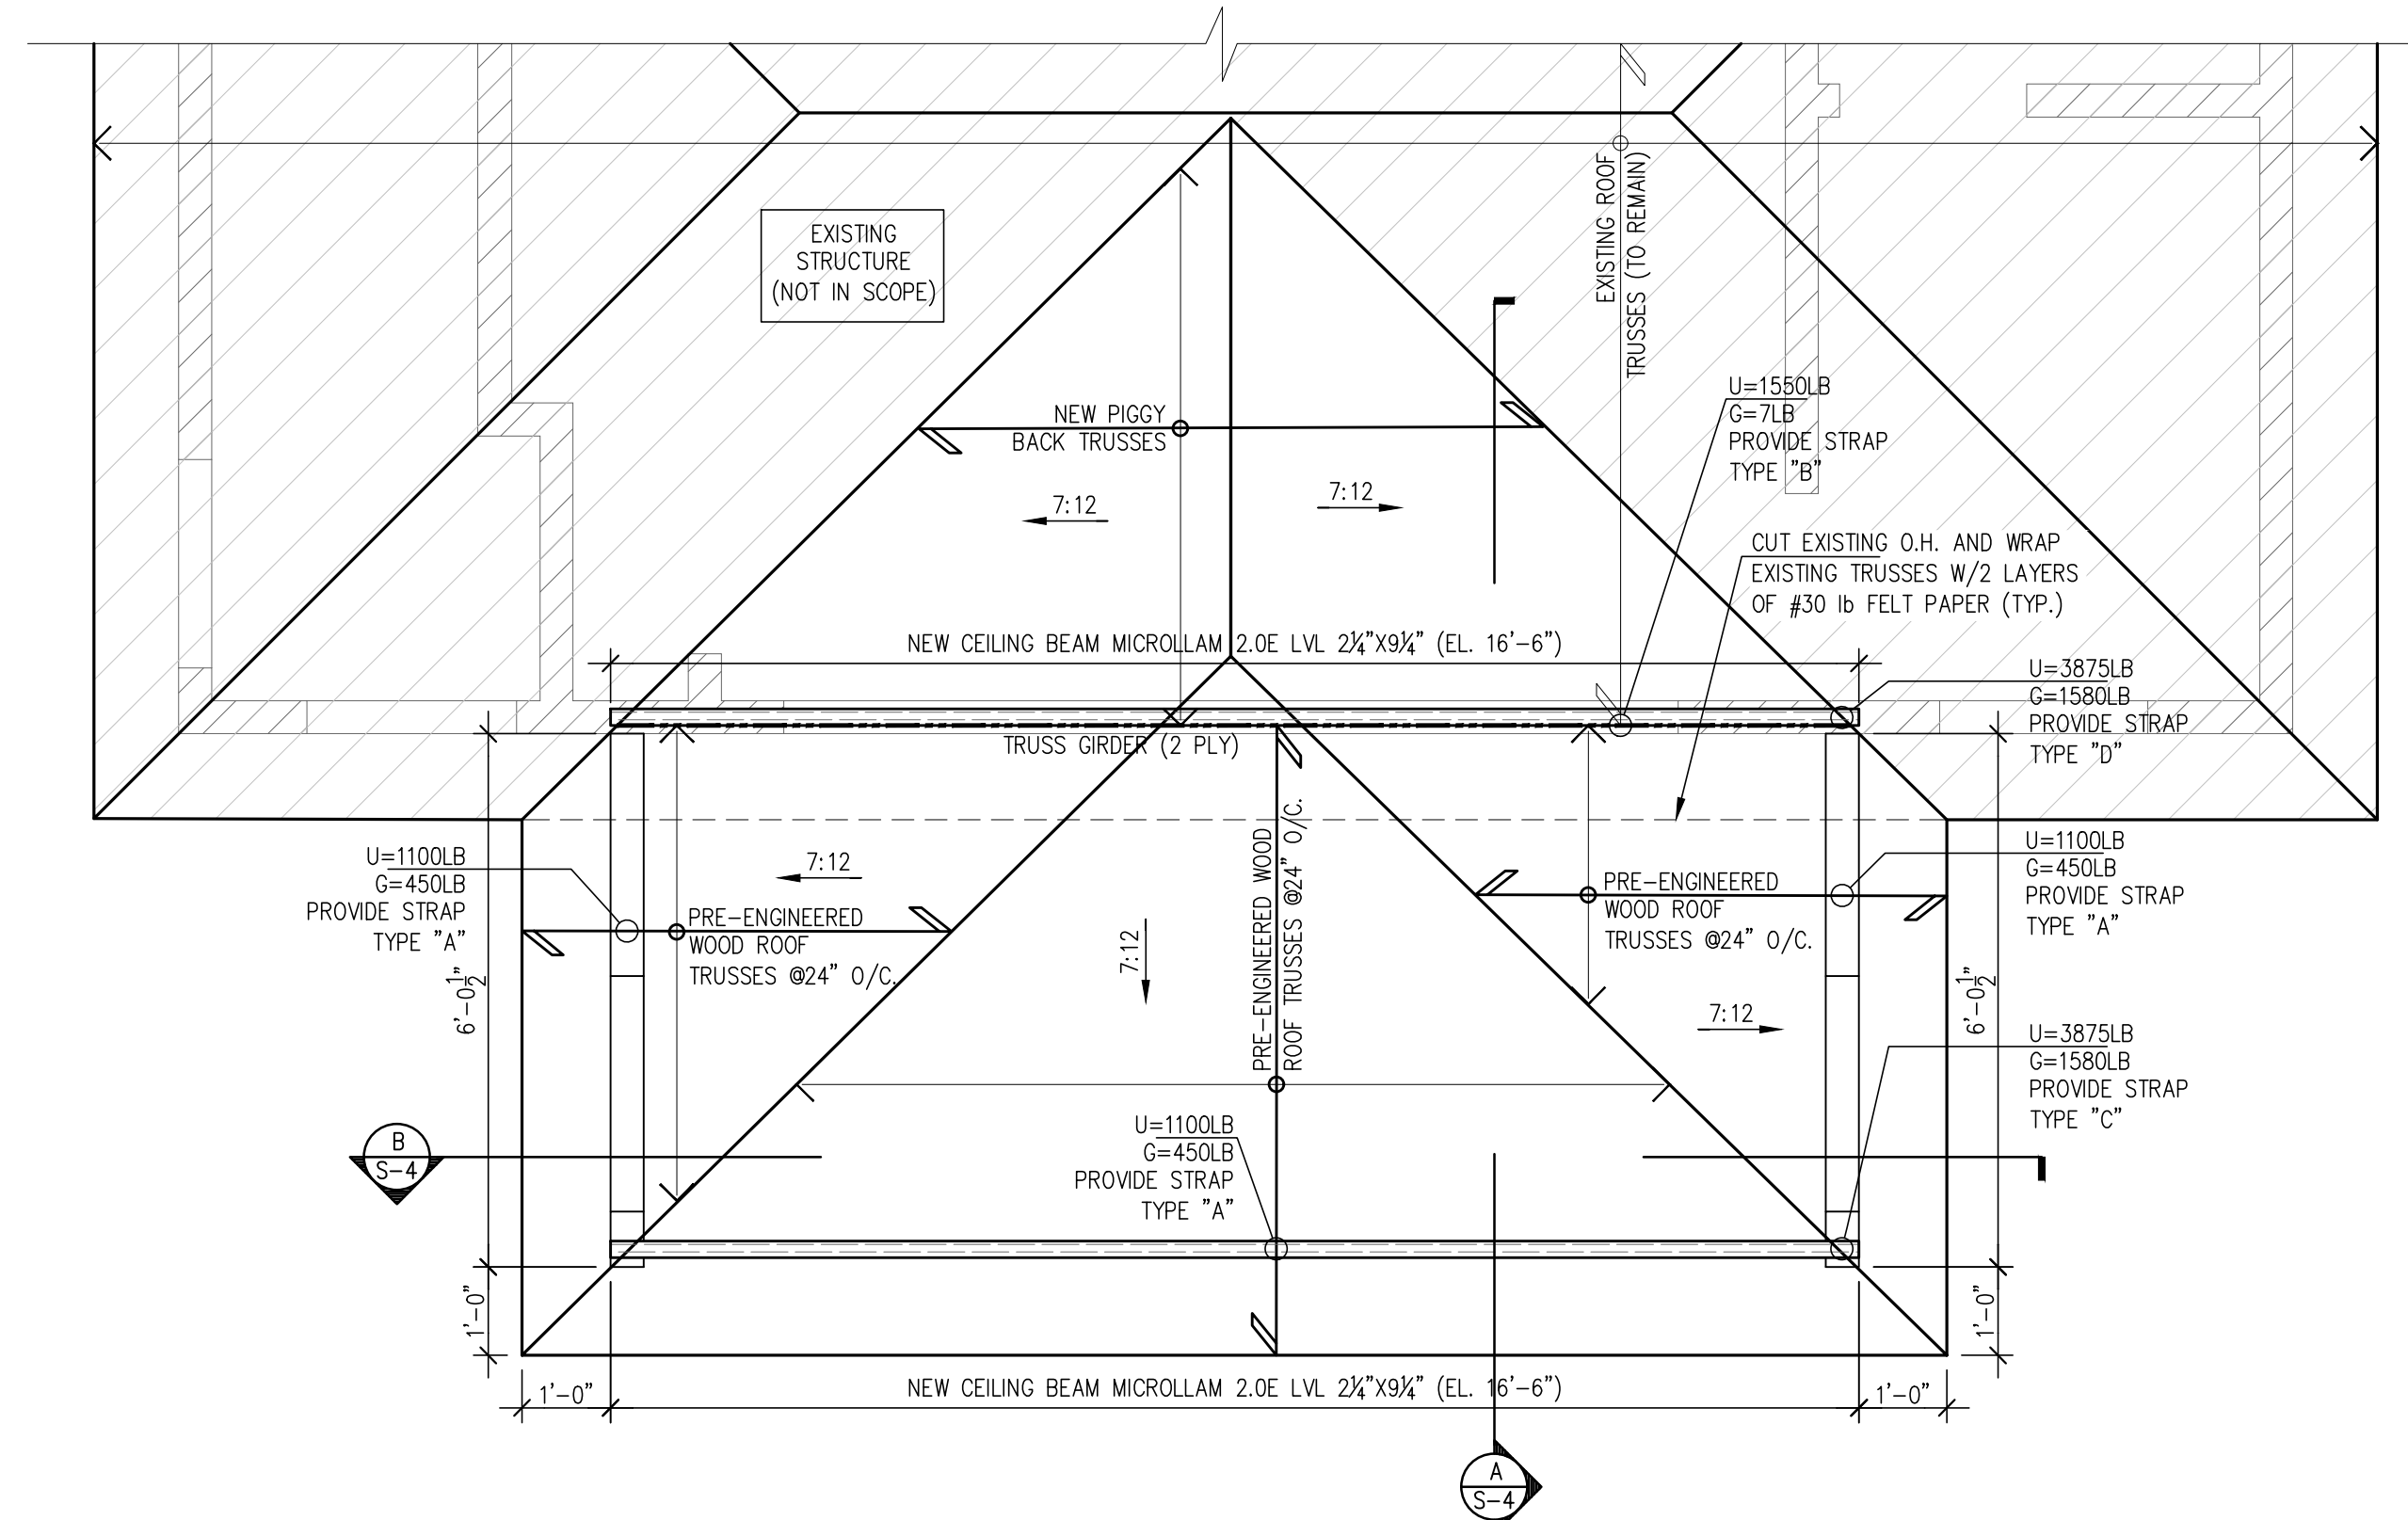 EXISTING
STRUCTURE
(NOT IN SCOPE)
EXISTING ROOF
TRUSSES (TO REMAIN)
NEW PIGGY
BACK TRUSSES
U=1550LB
G=7LB
PROVIDE STRAP
TYPE "B"
7:12
7:12
CUT EXISTING O.H. AND WRAP
EXISTING TRUSSES W/2 LAYERS
OF #30 lb FELT PAPER (TYP.)
NEW CEILING BEAM MICROLLAM 2.0E LVL 2¼"X9¼" (EL. 16'-6")
U=3875LB
G=1580LB
PROVIDE STRAP
TYPE "D"
TRUSS GIRDER (2 PLY)
U=1100LB
G=450LB
PROVIDE STRAP
TYPE "A"
7:12
PRE-ENGINEERED
WOOD ROOF
TRUSSES @24" O/C.
7:12
PRE-ENGINEERED WOOD
ROOF TRUSSES @24" O/C.
PRE-ENGINEERED
WOOD ROOF
TRUSSES @24" O/C.
U=1100LB
G=450LB
PROVIDE STRAP
TYPE "A"
6'-0½"
7:12
6'-0½"
U=3875LB
G=1580LB
PROVIDE STRAP
TYPE "C"
U=1100LB
G=450LB
PROVIDE STRAP
TYPE "A"
B
S-4
1'-0"
1'-0"
1'-0"
NEW CEILING BEAM MICROLLAM 2.0E LVL 2¼"X9¼" (EL. 16'-6")
1'-0"
A
S-4